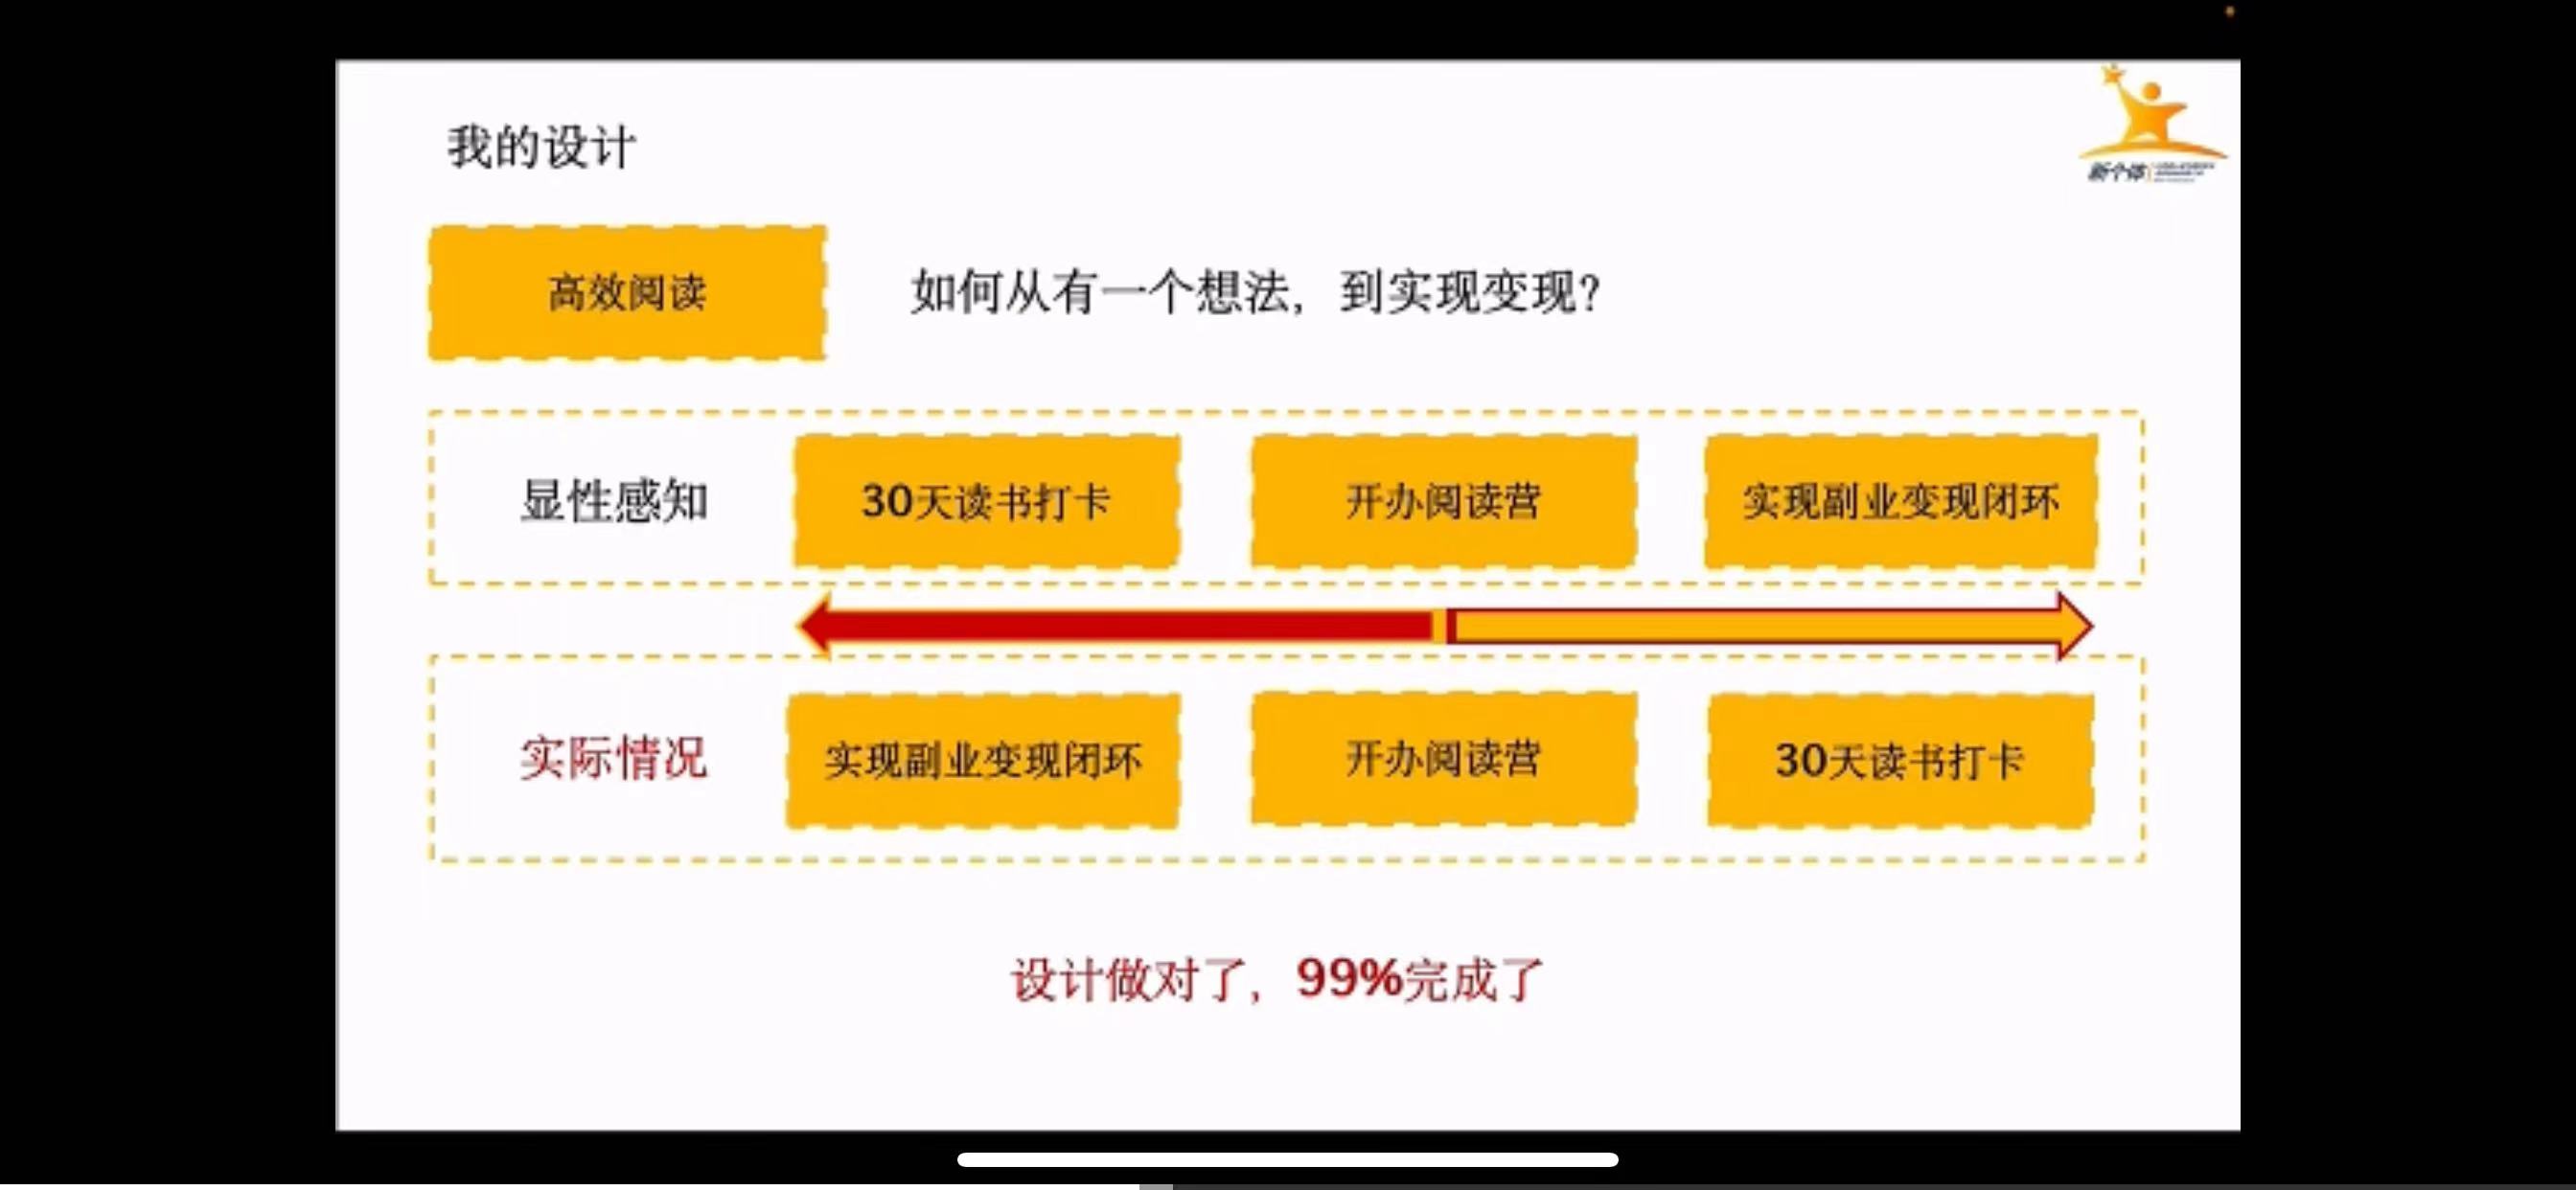 我的设计
新个体
高效阅读
如何从有一个想法，到实现变现？
显性感知
30天读书打卡
开办阅读营
实现副业变现闭环
实际情况
实现副业变现闭环
开办阅读营
30天读书打卡
设计做对了，99%完成了